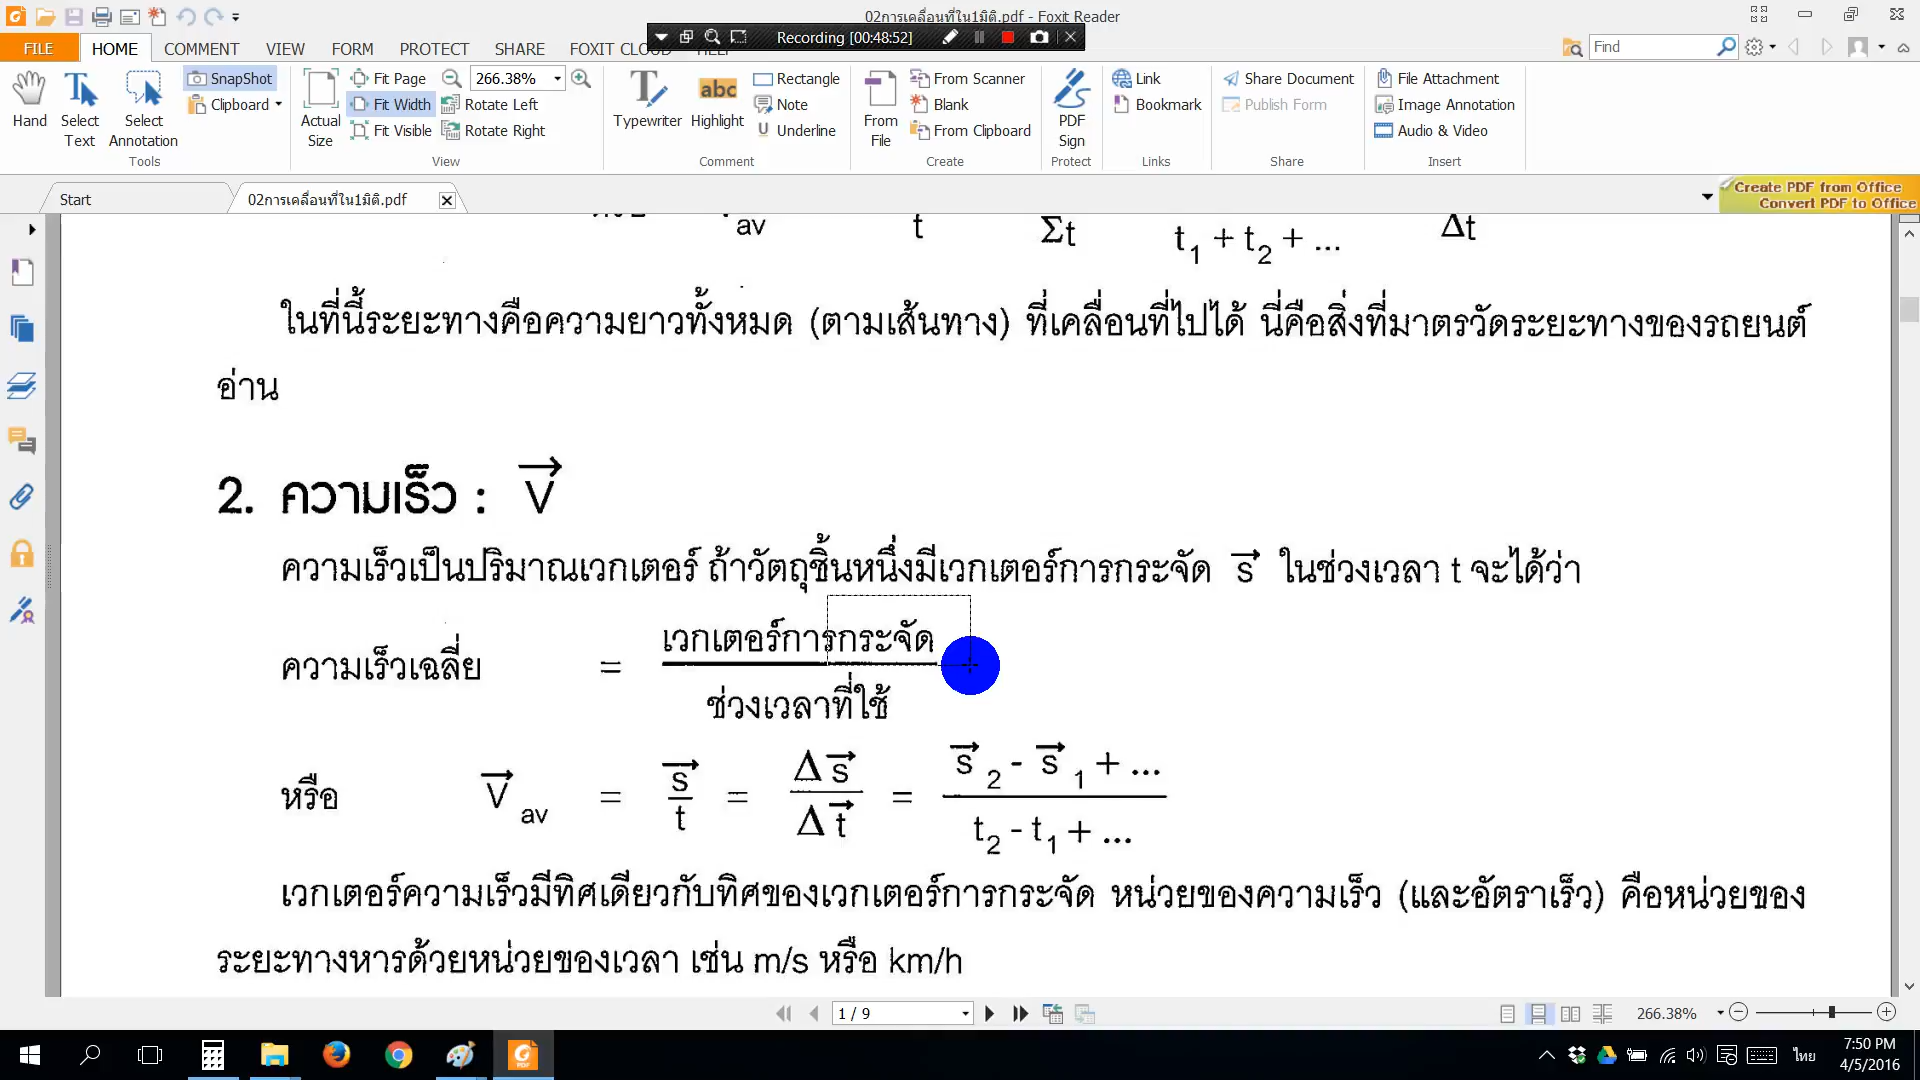 02การเคลื่อนที่ใน1มิติ.pdf - Foxit Reader
Recording [00:48:52]
FILE HOME COMMENT VIEW FORM PROTECT SHARE FOXIT CLOUD HELP Find
Hand
Select Text
Select Annotation
SnapShot
Clipboard
Tools
Actual Size
Fit Page
Fit Width
Fit Visible
266.38%
Rotate Left
Rotate Right
View
Typewriter
abc
Highlight
Rectangle
Note
Underline
Comment
From File
From Scanner
Blank
From Clipboard
Create
PDF Sign
Protect
Link
Bookmark
Links
Share Document
Publish Form
Share
File Attachment
Image Annotation
Audio & Video
Insert
Start 02การเคลื่อนที่ใน1มิติ.pdf
Create PDF from Office
Convert PDF to Office
av t Σt t1 + t2 + ... Δt
ในที่นี้ระยะทางคือความยาวทั้งหมด (ตามเส้นทาง) ที่เคลื่อนที่ไปได้ นี่คือสิ่งที่มาตรวัดระยะทางของรถยนต์
อ่าน
2. ความเร็ว : V⃗
ความเร็วเป็นปริมาณเวกเตอร์ ถ้าวัตถุชิ้นหนึ่งมีเวกเตอร์การกระจัด s⃗ ในช่วงเวลา t จะได้ว่า
เวกเตอร์การกระจัด
ความเร็วเฉลี่ย =
ช่วงเวลาที่ใช้
s⃗ Δ s⃗ s⃗2 - s⃗1 + ...
หรือ V⃗av = = =
t Δ t⃗ t2 - t1 + ...
เวกเตอร์ความเร็วมีทิศเดียวกับทิศของเวกเตอร์การกระจัด หน่วยของความเร็ว (และอัตราเร็ว) คือหน่วยของ
ระยะทางหารด้วยหน่วยของเวลา เช่น m/s หรือ km/h
1 / 9 266.38%
ไทย
7:50 PM
4/5/2016